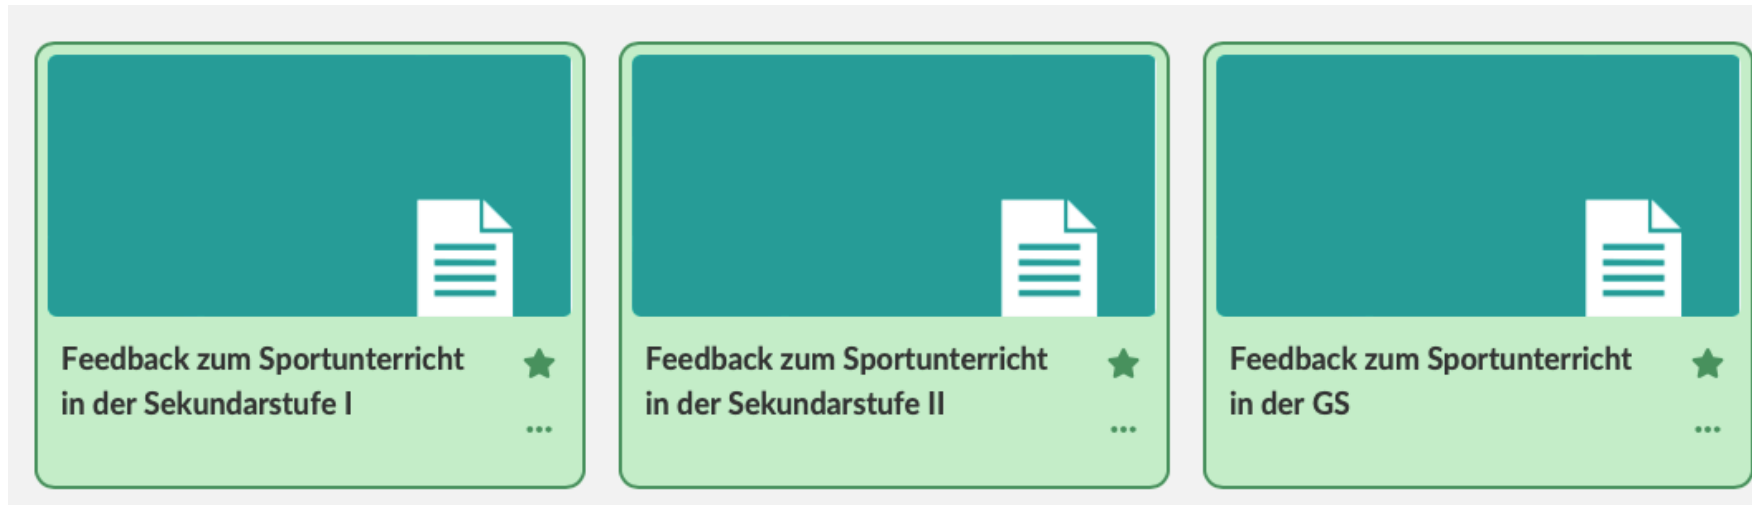 Feedback zum Sportunterricht
in der Sekundarstufe I
Feedback zum Sportunterricht
in der Sekundarstufe II
Feedback zum Sportunterricht
in der GS